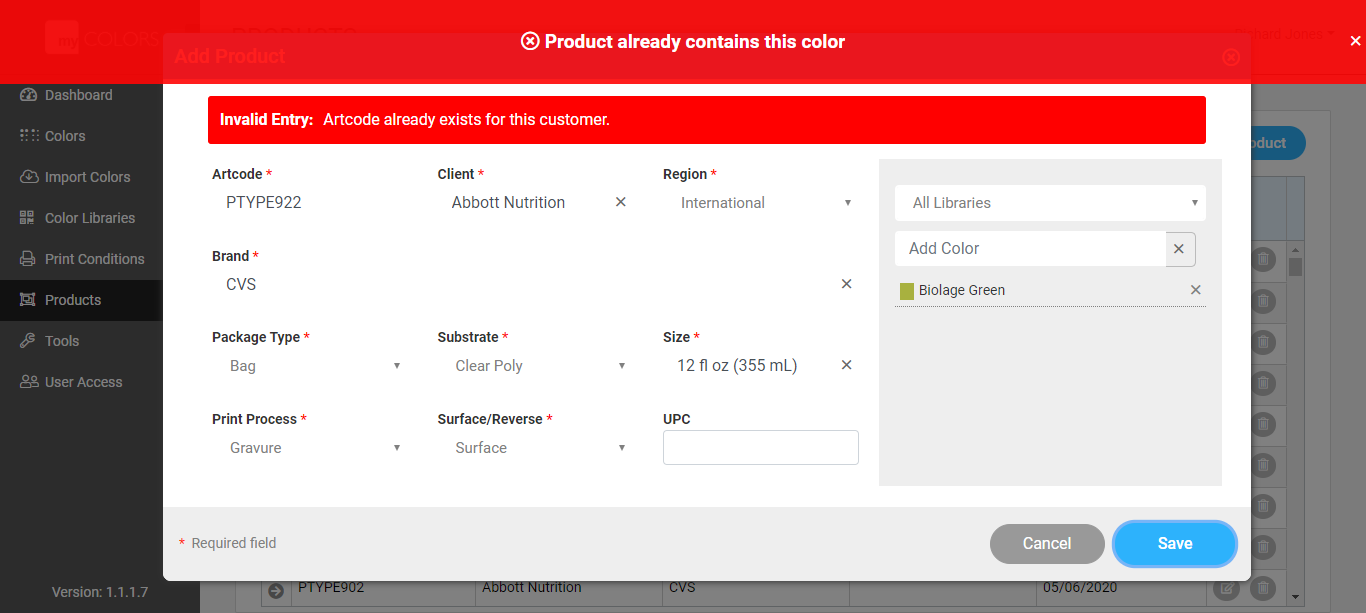 my COLORS
PRODUCTS
Product already contains this color
Add Product
Invalid Entry: Artcode already exists for this customer.
Dashboard
Colors
Import Colors
Color Libraries
Print Conditions
Products
Tools
User Access
Version: 1.1.1.7
Artcode *
PTYPE922
Client *
Abbott Nutrition
Region *
International
Brand *
CVS
Package Type *
Bag
Substrate *
Clear Poly
Size *
12 fl oz (355 mL)
Print Process *
Gravure
Surface/Reverse *
Surface
UPC
All Libraries
Add Color
Biolage Green
* Required field
Cancel
Save
PTYPE902 Abbott Nutrition CVS 05/06/2020